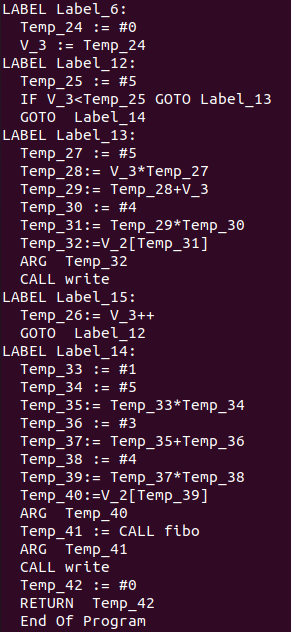 LABEL Label_6:
Temp_24 := #0
V_3 := Temp_24
LABEL Label_12:
Temp_25 := #5
IF V_3<Temp_25 GOTO Label_13
GOTO  Label_14
LABEL Label_13:
Temp_27 := #5
Temp_28:= V_3*Temp_27
Temp_29:= Temp_28+V_3
Temp_30 := #4
Temp_31:= Temp_29*Temp_30
Temp_32:=V_2[Temp_31]
ARG  Temp_32
CALL write
LABEL Label_15:
Temp_26:= V_3++
GOTO  Label_12
LABEL Label_14:
Temp_33 := #1
Temp_34 := #5
Temp_35:= Temp_33*Temp_34
Temp_36 := #3
Temp_37:= Temp_35+Temp_36
Temp_38 := #4
Temp_39:= Temp_37*Temp_38
Temp_40:=V_2[Temp_39]
ARG  Temp_40
Temp_41 := CALL fibo
ARG  Temp_41
CALL write
Temp_42 := #0
RETURN  Temp_42
End Of Program